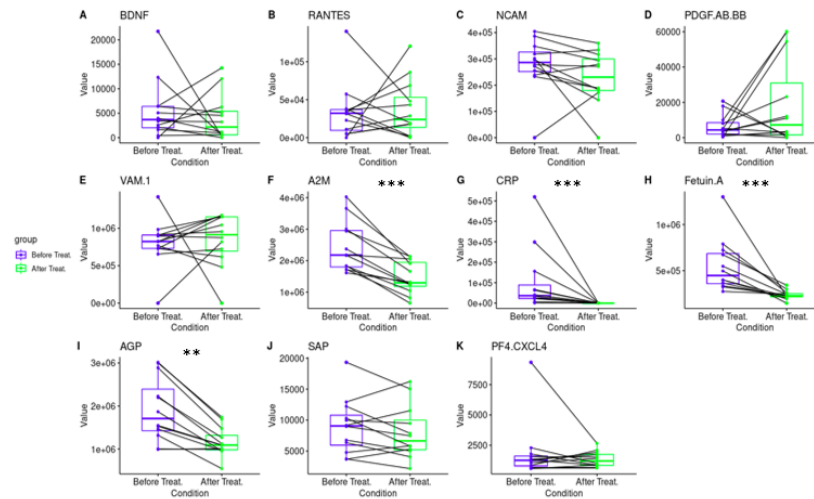 A BDNF
Value
20000
15000
10000
5000
0
Before Treat. After Treat.
Condition
B RANTES
Value
1e+05
5e+04
0e+00
Before Treat. After Treat.
Condition
C NCAM
Value
4e+05
3e+05
2e+05
1e+05
0e+00
Before Treat. After Treat.
Condition
D PDGF.AB.BB
Value
60000
40000
20000
0
Before Treat. After Treat.
Condition
group
Before Treat.
After Treat.
E VAM.1
Value
1e+06
5e+05
0e+00
Before Treat. After Treat.
Condition
F A2M ***
Value
4e+06
3e+06
2e+06
1e+06
Before Treat. After Treat.
Condition
G CRP ***
Value
5e+05
4e+05
3e+05
2e+05
1e+05
0e+00
Before Treat. After Treat.
Condition
H Fetuin.A ***
Value
1e+06
5e+05
Before Treat. After Treat.
Condition
I AGP **
Value
3e+06
2e+06
1e+06
Before Treat. After Treat.
Condition
J SAP
Value
20000
15000
10000
5000
Before Treat. After Treat.
Condition
K PF4.CXCL4
Value
7500
5000
2500
Before Treat. After Treat.
Condition